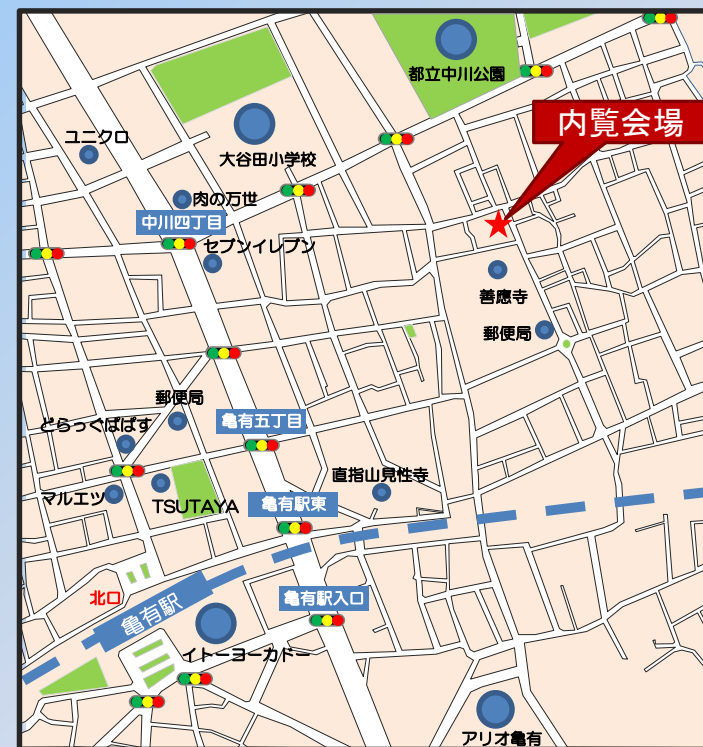 都立中川公園
内覧会場
ユニクロ
大谷田小学校
肉の万世
中川四丁目
セブンイレブン
善應寺
郵便局
郵便局
亀有五丁目
どらっぐぱぱす
直指山見性寺
マルエツ
TSUTAYA
亀有駅東
北口
亀有駅
亀有駅入口
イトーヨーカドー
アリオ亀有